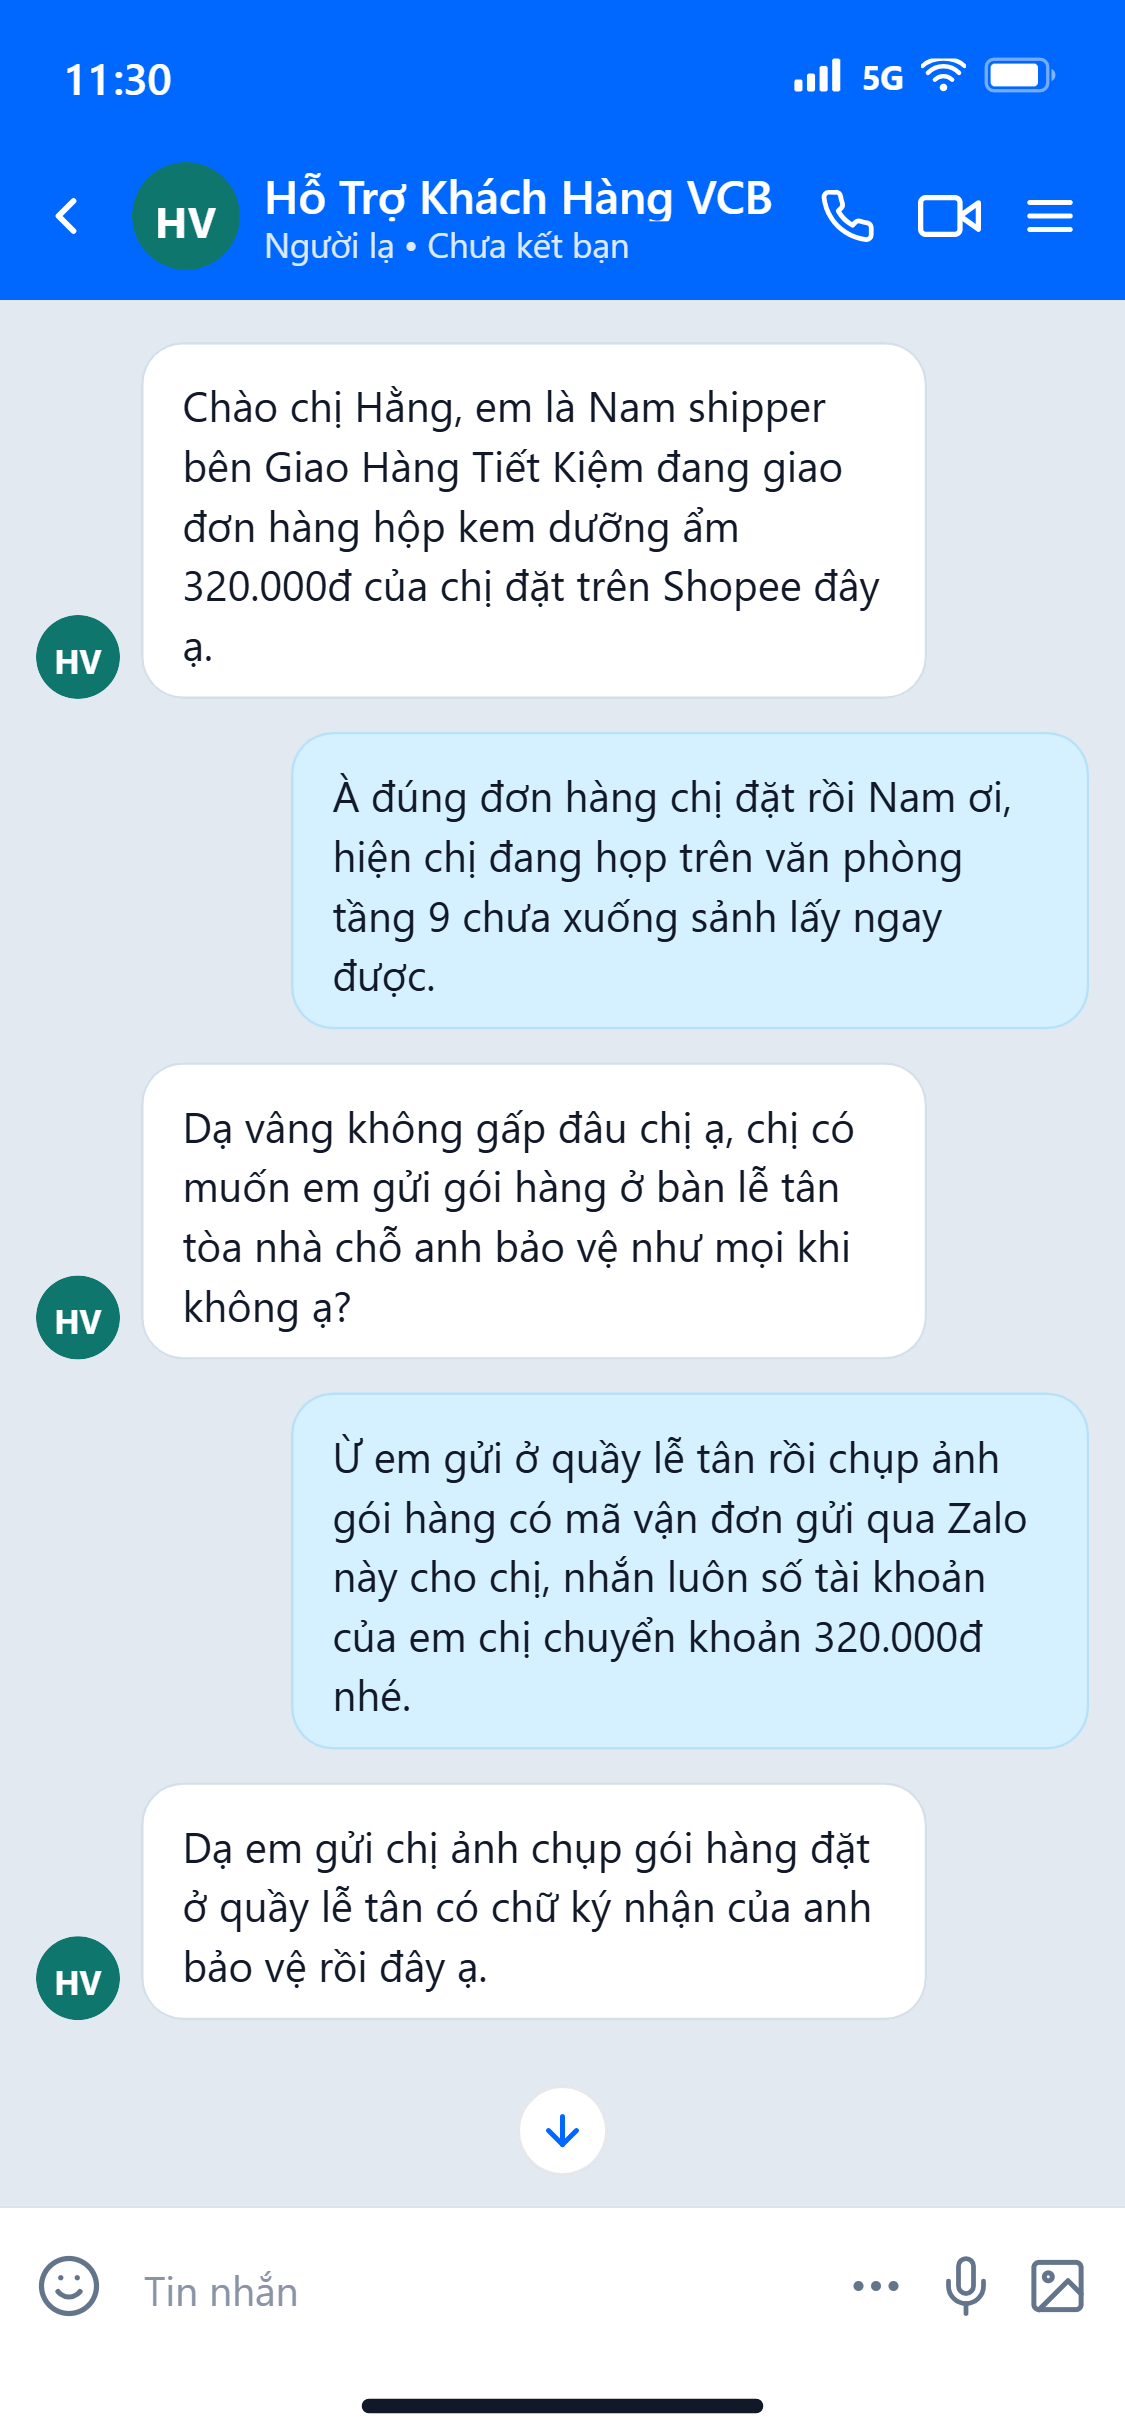 11:30
5G
HV
Hỗ Trợ Khách Hàng VCB
Người lạ • Chưa kết bạn
Chào chị Hằng, em là Nam shipper
bên Giao Hàng Tiết Kiệm đang giao
đơn hàng hộp kem dưỡng ẩm
320.000đ của chị đặt trên Shopee đây
ạ.
HV
À đúng đơn hàng chị đặt rồi Nam ơi,
hiện chị đang họp trên văn phòng
tầng 9 chưa xuống sảnh lấy ngay
được.
Dạ vâng không gấp đâu chị ạ, chị có
muốn em gửi gói hàng ở bàn lễ tân
tòa nhà chỗ anh bảo vệ như mọi khi
không ạ?
HV
Ừ em gửi ở quầy lễ tân rồi chụp ảnh
gói hàng có mã vận đơn gửi qua Zalo
này cho chị, nhắn luôn số tài khoản
của em chị chuyển khoản 320.000đ
nhé.
Dạ em gửi chị ảnh chụp gói hàng đặt
ở quầy lễ tân có chữ ký nhận của anh
bảo vệ rồi đây ạ.
HV
Tin nhắn